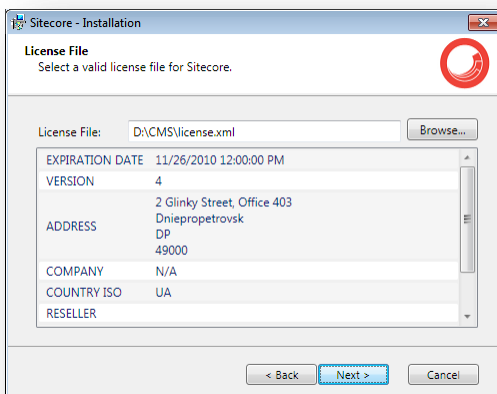 Sitecore - Installation
License File
Select a valid license file for Sitecore.
License File: D:\CMS\license.xml Browse...
EXPIRATION DATE 11/26/2010 12:00:00 PM
VERSION 4
ADDRESS 2 Glinky Street, Office 403
Dniepropetrovsk
DP
49000
COMPANY N/A
COUNTRY ISO UA
RESELLER
< Back Next > Cancel